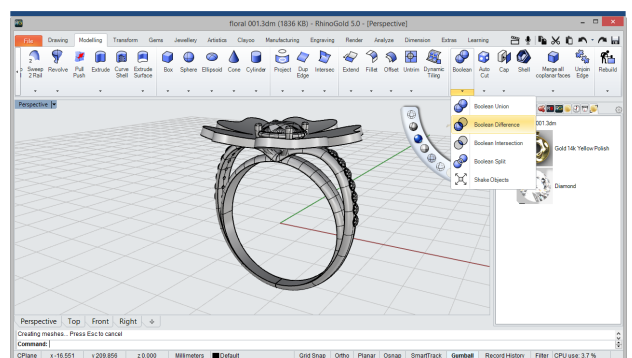 floral 001.3dm (1836 KB) - RhinoGold 5.0 - [Perspective]
File Drawing Modelling Transform Gems Jewellery Artistics Clayoo Manufacturing Engraving Render Analyze Dimension Extras Learning
Sweep 2 Rail Revolve Pull Push Extrude Curve Shell Extrude Surface Box Sphere Ellipsoid Cone Cylinder Project Dup Edge Intersec Extend Fillet Offset Untrim Dynamic Tiling Boolean Auto Cut Cap Shell Merge all coplanar faces Unjoin Edge Rebuild
Perspective
Boolean Union
Boolean Difference
Boolean Intersection
Boolean Split
Shake Objects
001.3dm
Gold 14k Yellow Polish
Diamond
Perspective Top Front Right
Creating meshes... Press Esc to cancel
Command:
CPlane x -16.551 y 209.856 z 0.000 Millimeters Default Grid Snap Ortho Planar Osnap SmartTrack Gumball Record History Filter CPU use: 3.7 %